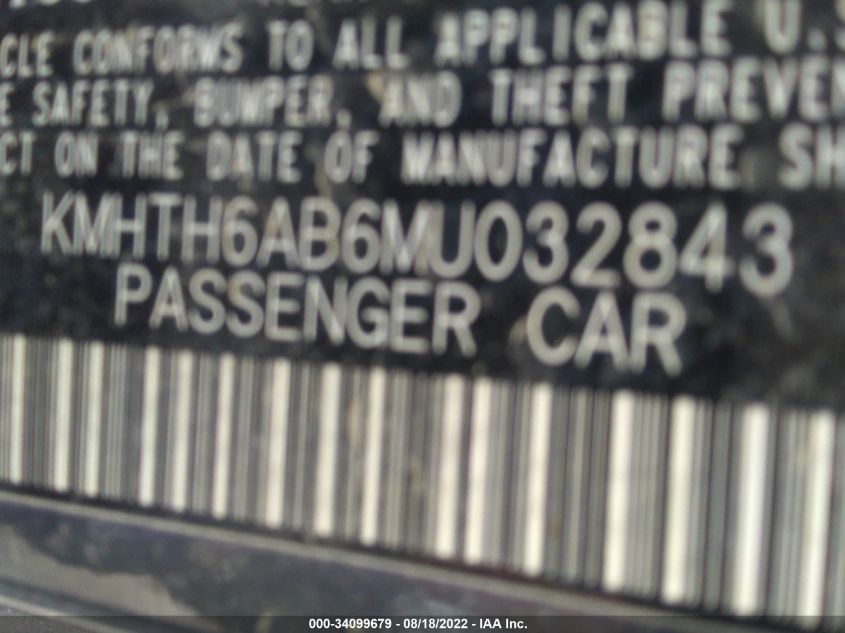 CLE CONFORMS TO ALL APPLICABLE U.S
E SAFETY, BUMPER, AND THEFT PREVEN
CT ON THE DATE OF MANUFACTURE SH
KMHTH6AB6MU032843
PASSENGER CAR
000-34099679 - 08/18/2022 - IAA Inc.